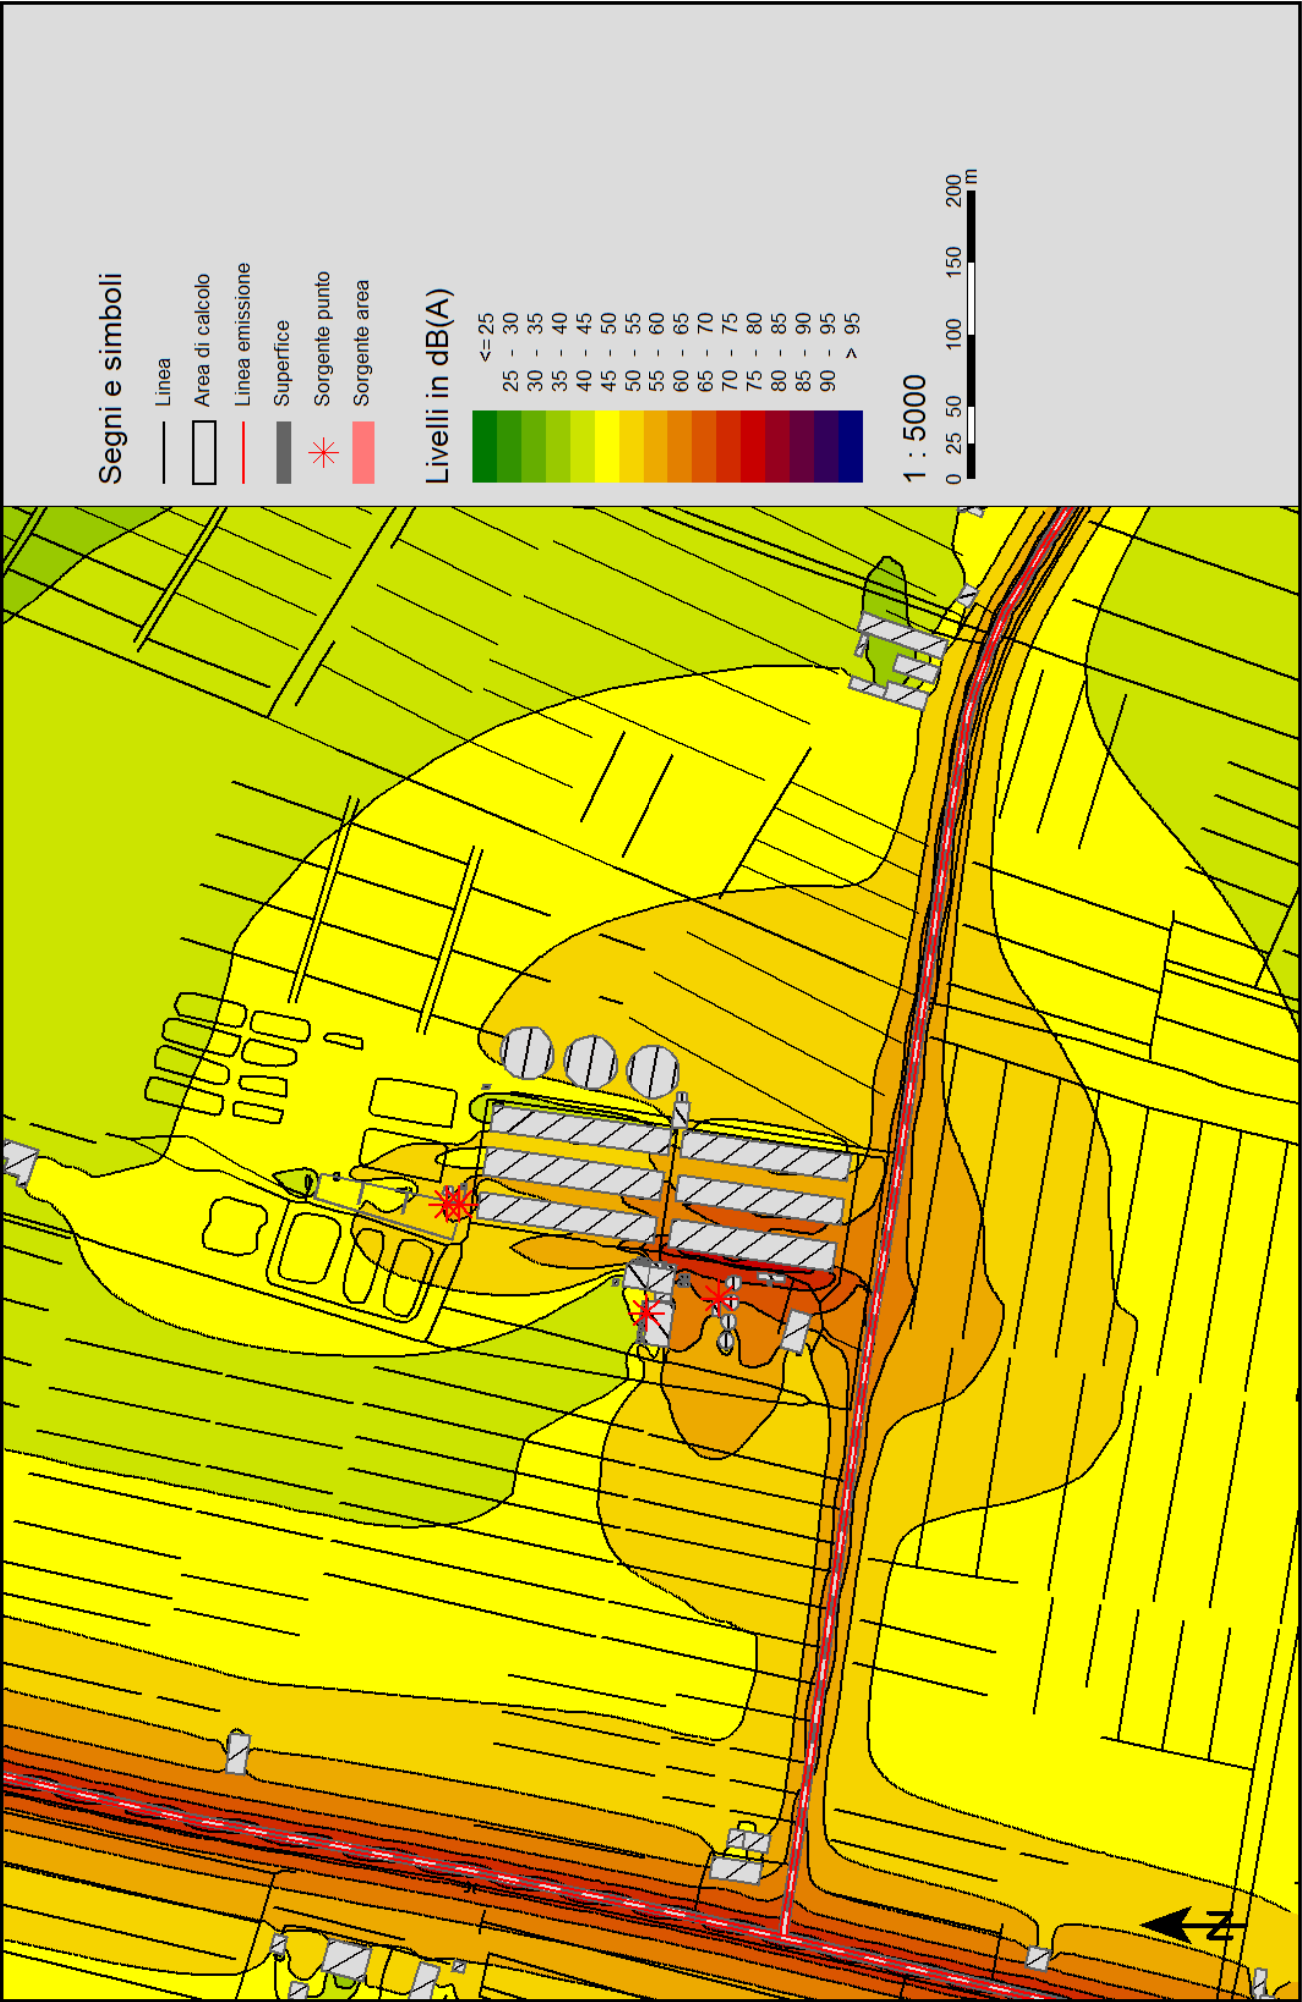 Segni e simboli
Linea
Area di calcolo
Linea emissione
Superfice
Sorgente punto
Sorgente area
Livelli in dB(A)
<= 25
25 - 30
30 - 35
35 - 40
40 - 45
45 - 50
50 - 55
55 - 60
60 - 65
65 - 70
70 - 75
75 - 80
80 - 85
85 - 90
90 - 95
> 95
1 : 5000
0 25 50 100 150 200
m
N